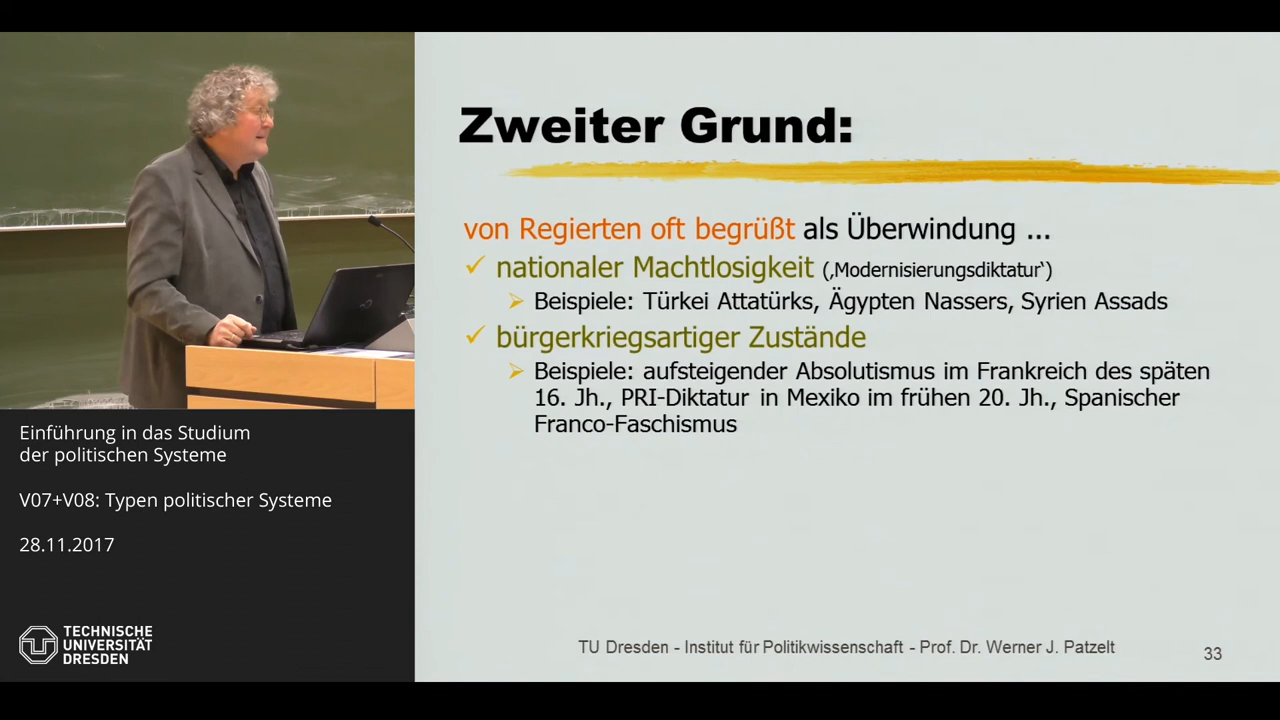 Zweiter Grund:
von Regierten oft begrüßt als Überwindung ...
nationaler Machtlosigkeit (‚Modernisierungsdiktatur‘)
Beispiele: Türkei Attatürks, Ägypten Nassers, Syrien Assads
bürgerkriegsartiger Zustände
Beispiele: aufsteigender Absolutismus im Frankreich des späten
16. Jh., PRI-Diktatur in Mexiko im frühen 20. Jh., Spanischer
Franco-Faschismus
TU Dresden - Institut für Politikwissenschaft - Prof. Dr. Werner J. Patzelt
33
Einführung in das Studium
der politischen Systeme
V07+V08: Typen politischer Systeme
28.11.2017
TECHNISCHE
UNIVERSITÄT
DRESDEN